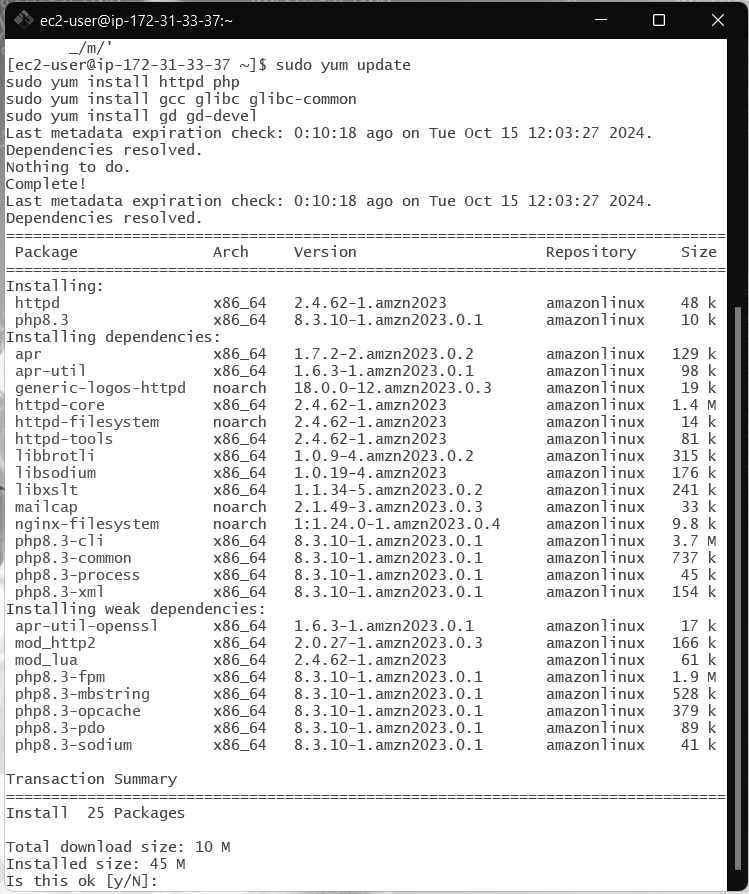 ec2-user@ip-172-31-33-37:~
_/m/'
[ec2-user@ip-172-31-33-37 ~]$ sudo yum update
sudo yum install httpd php
sudo yum install gcc glibc glibc-common
sudo yum install gd gd-devel
Last metadata expiration check: 0:10:18 ago on Tue Oct 15 12:03:27 2024.
Dependencies resolved.
Nothing to do.
Complete!
Last metadata expiration check: 0:10:18 ago on Tue Oct 15 12:03:27 2024.
Dependencies resolved.
================================================================================
 Package               Arch     Version                     Repository     Size
================================================================================
Installing:
 httpd                 x86_64   2.4.62-1.amzn2023           amazonlinux    48 k
 php8.3                x86_64   8.3.10-1.amzn2023.0.1       amazonlinux    10 k
Installing dependencies:
 apr                   x86_64   1.7.2-2.amzn2023.0.2        amazonlinux   129 k
 apr-util              x86_64   1.6.3-1.amzn2023.0.1        amazonlinux    98 k
 generic-logos-httpd   noarch   18.0.0-12.amzn2023.0.3      amazonlinux    19 k
 httpd-core            x86_64   2.4.62-1.amzn2023           amazonlinux   1.4 M
 httpd-filesystem      noarch   2.4.62-1.amzn2023           amazonlinux    14 k
 httpd-tools           x86_64   2.4.62-1.amzn2023           amazonlinux    81 k
 libbrotli             x86_64   1.0.9-4.amzn2023.0.2        amazonlinux   315 k
 libsodium             x86_64   1.0.19-4.amzn2023           amazonlinux   176 k
 libxslt               x86_64   1.1.34-5.amzn2023.0.2       amazonlinux   241 k
 mailcap               noarch   2.1.49-3.amzn2023.0.3       amazonlinux    33 k
 nginx-filesystem      noarch   1:1.24.0-1.amzn2023.0.4     amazonlinux   9.8 k
 php8.3-cli            x86_64   8.3.10-1.amzn2023.0.1       amazonlinux   3.7 M
 php8.3-common         x86_64   8.3.10-1.amzn2023.0.1       amazonlinux   737 k
 php8.3-process        x86_64   8.3.10-1.amzn2023.0.1       amazonlinux    45 k
 php8.3-xml            x86_64   8.3.10-1.amzn2023.0.1       amazonlinux   154 k
Installing weak dependencies:
 apr-util-openssl      x86_64   1.6.3-1.amzn2023.0.1        amazonlinux    17 k
 mod_http2             x86_64   2.0.27-1.amzn2023.0.3       amazonlinux   166 k
 mod_lua               x86_64   2.4.62-1.amzn2023           amazonlinux    61 k
 php8.3-fpm            x86_64   8.3.10-1.amzn2023.0.1       amazonlinux   1.9 M
 php8.3-mbstring       x86_64   8.3.10-1.amzn2023.0.1       amazonlinux   528 k
 php8.3-opcache        x86_64   8.3.10-1.amzn2023.0.1       amazonlinux   379 k
 php8.3-pdo            x86_64   8.3.10-1.amzn2023.0.1       amazonlinux    89 k
 php8.3-sodium         x86_64   8.3.10-1.amzn2023.0.1       amazonlinux    41 k
Transaction Summary
================================================================================
Install  25 Packages
Total download size: 10 M
Installed size: 45 M
Is this ok [y/N]: